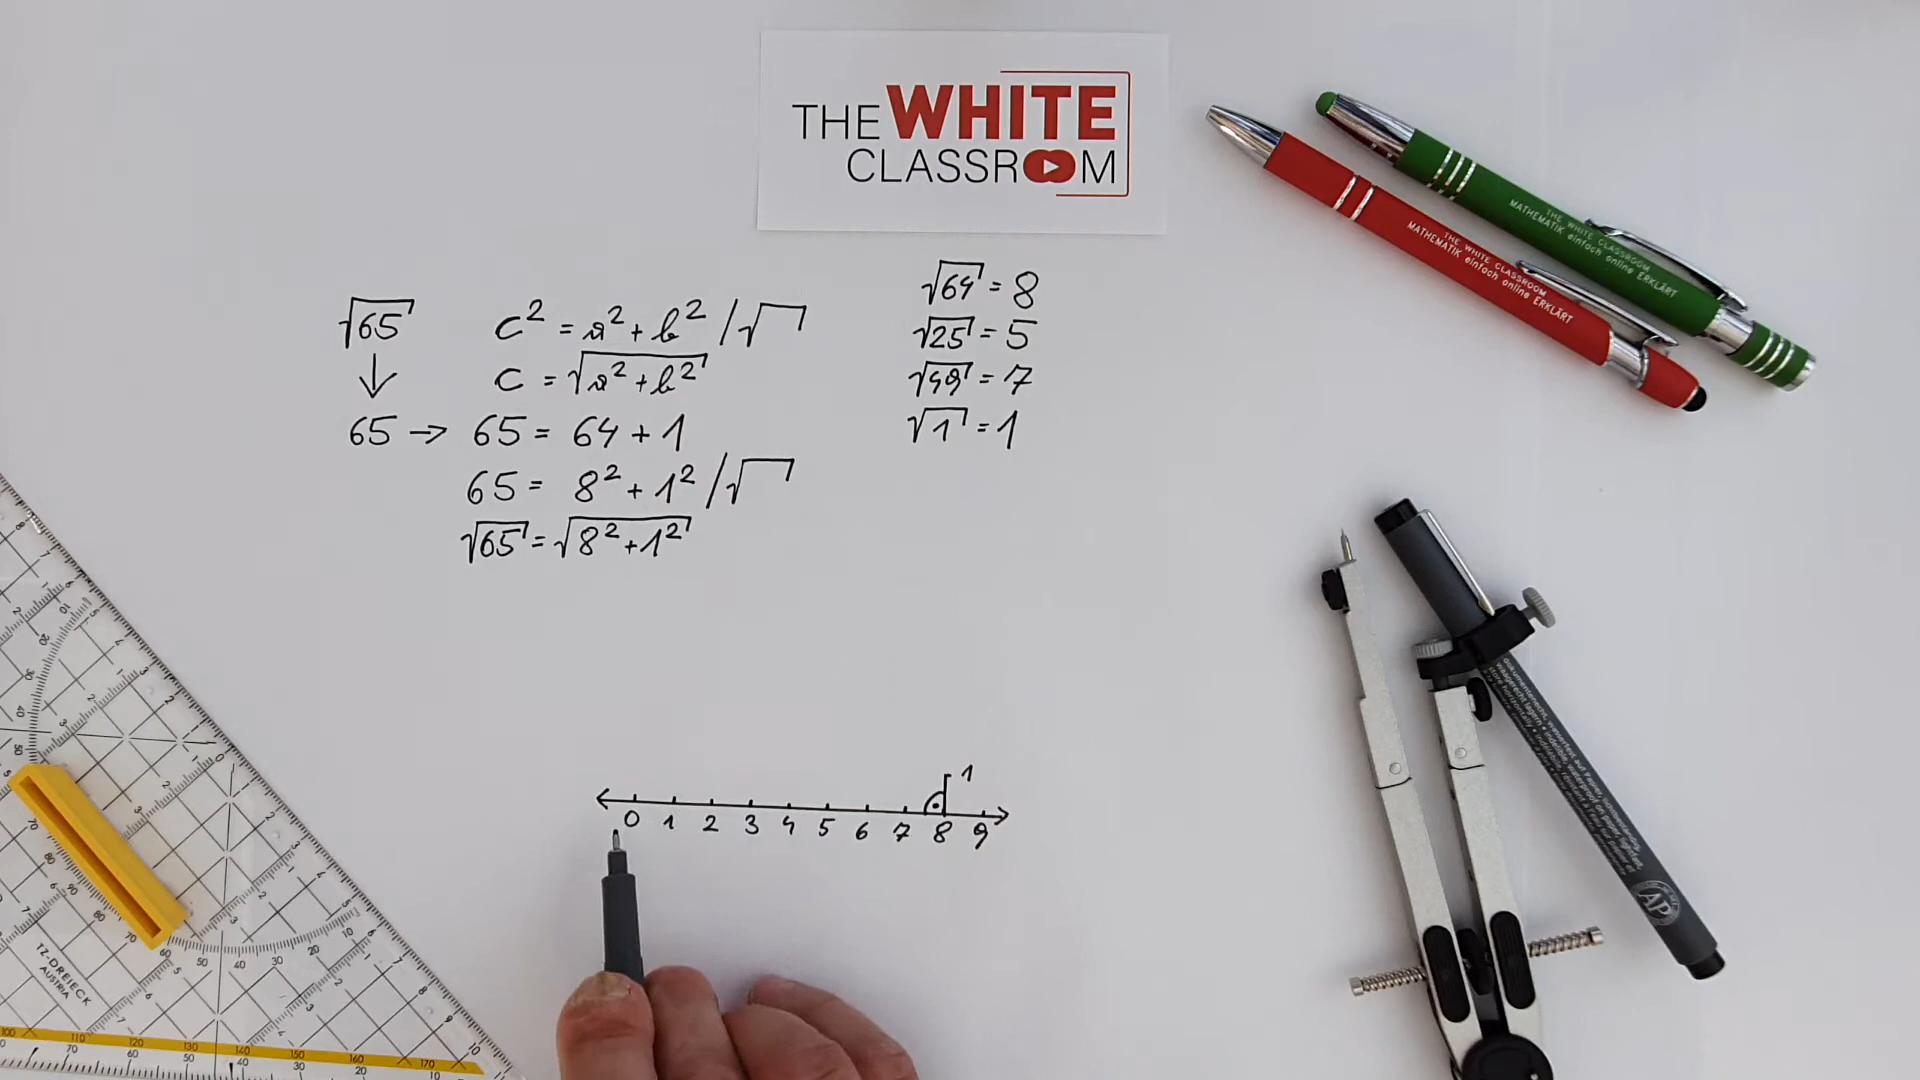 THE WHITE
CLASSROOM
THE WHITE CLASSROOM
MATHEMATIK einfach online ERKLÄRT
THE WHITE CLASSROOM
MATHEMATIK einfach online ERKLÄRT
√65
↓
65 → 65 = 64 + 1
c² = a² + b² /√
c = √a² + b²
65 = 8² + 1² /√
√65 = √8² + 1²
√64 = 8
√25 = 5
√49 = 7
√1 = 1
1
0 1 2 3 4 5 6 7 8 9
TZ-DREIECK
AUSTRIA